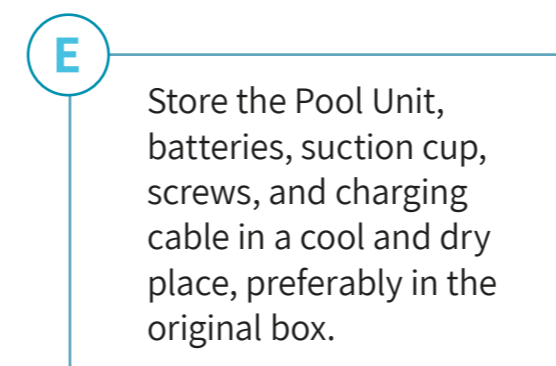 E
Store the Pool Unit,
batteries, suction cup,
screws, and charging
cable in a cool and dry
place, preferably in the
original box.